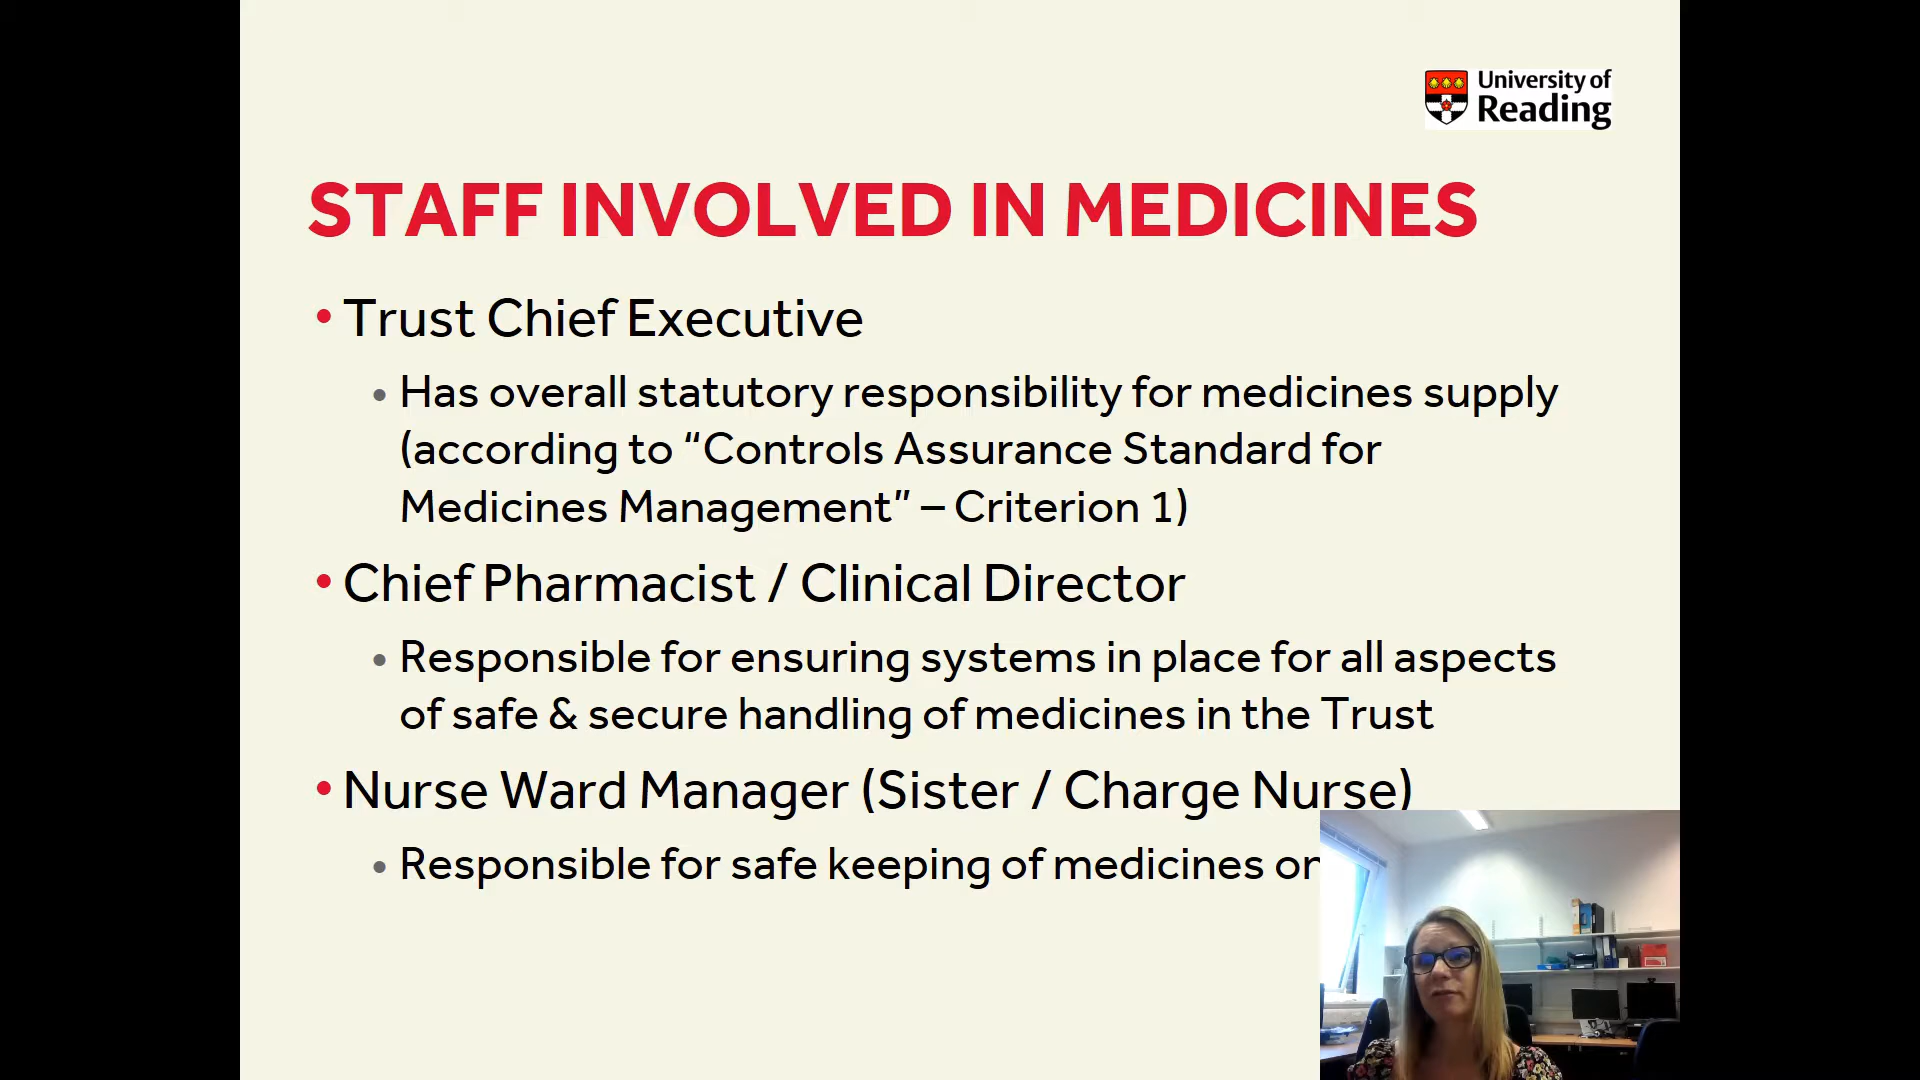 University of
Reading
STAFF INVOLVED IN MEDICINES
• Trust Chief Executive
• Has overall statutory responsibility for medicines supply
(according to “Controls Assurance Standard for
Medicines Management” – Criterion 1)
• Chief Pharmacist / Clinical Director
• Responsible for ensuring systems in place for all aspects
of safe & secure handling of medicines in the Trust
• Nurse Ward Manager (Sister / Charge Nurse)
• Responsible for safe keeping of medicines